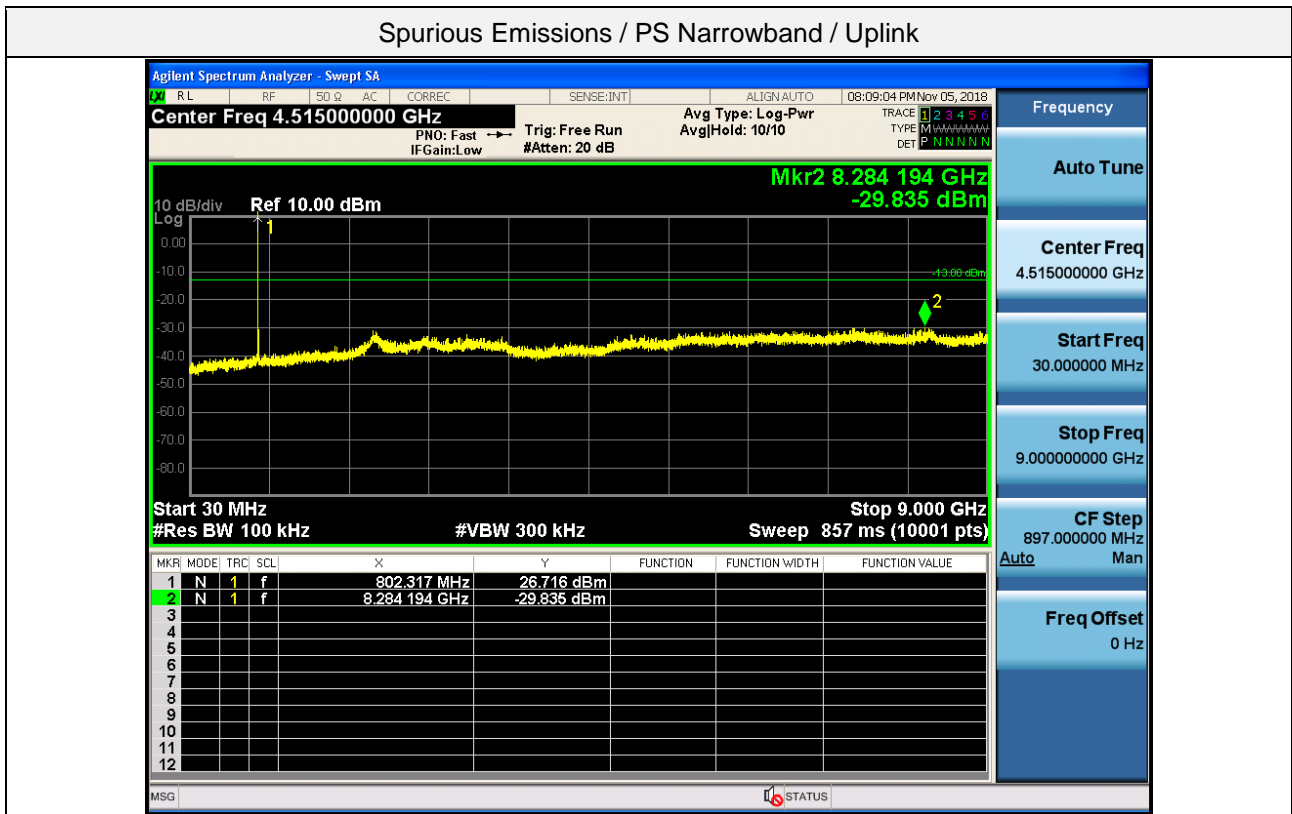 Spurious Emissions / PS Narrowband / Uplink
Agilent Spectrum Analyzer - Swept SA
LXI RL RF 50 Ω AC CORREC SENSE:INT ALIGN AUTO 08:09:04 PM Nov 05, 2018
Center Freq 4.515000000 GHz
PNO: Fast
IFGain:Low
Trig: Free Run
#Atten: 20 dB
Avg Type: Log-Pwr
Avg|Hold: 10/10
TRACE 1 2 3 4 5 6
TYPE M W W W W W
DET P N N N N N
Mkr2 8.284 194 GHz
-29.835 dBm
10 dB/div Ref 10.00 dBm
Log
1
0.00
-10.0
-13.00 dBm
-20.0
2
-30.0
-40.0
-50.0
-60.0
-70.0
-80.0
Start 30 MHz Stop 9.000 GHz
#Res BW 100 kHz #VBW 300 kHz Sweep 857 ms (10001 pts)
MKR MODE TRC SCL X Y FUNCTION FUNCTION WIDTH FUNCTION VALUE
1 N 1 f 802.317 MHz 26.716 dBm
2 N 1 f 8.284 194 GHz -29.835 dBm
3
4
5
6
7
8
9
10
11
12
MSG STATUS
Frequency
Auto Tune
Center Freq
4.515000000 GHz
Start Freq
30.000000 MHz
Stop Freq
9.000000000 GHz
CF Step
897.000000 MHz
Auto Man
Freq Offset
0 Hz